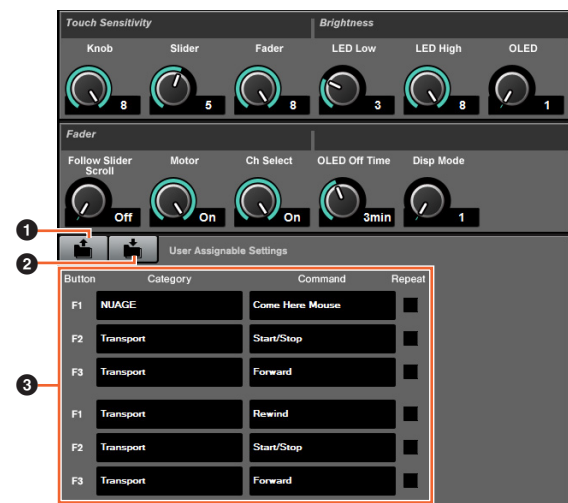 Touch Sensitivity Brightness
Knob Slider Fader LED Low LED High OLED
8 5 8 3 8 1
Fader
Follow Slider Scroll Motor Ch Select OLED Off Time Disp Mode
Off On On 3min 1
1
2 User Assignable Settings
Button Category Command Repeat
F1 NUAGE Come Here Mouse
F2 Transport Start/Stop
F3 Transport Forward
3
F1 Transport Rewind
F2 Transport Start/Stop
F3 Transport Forward